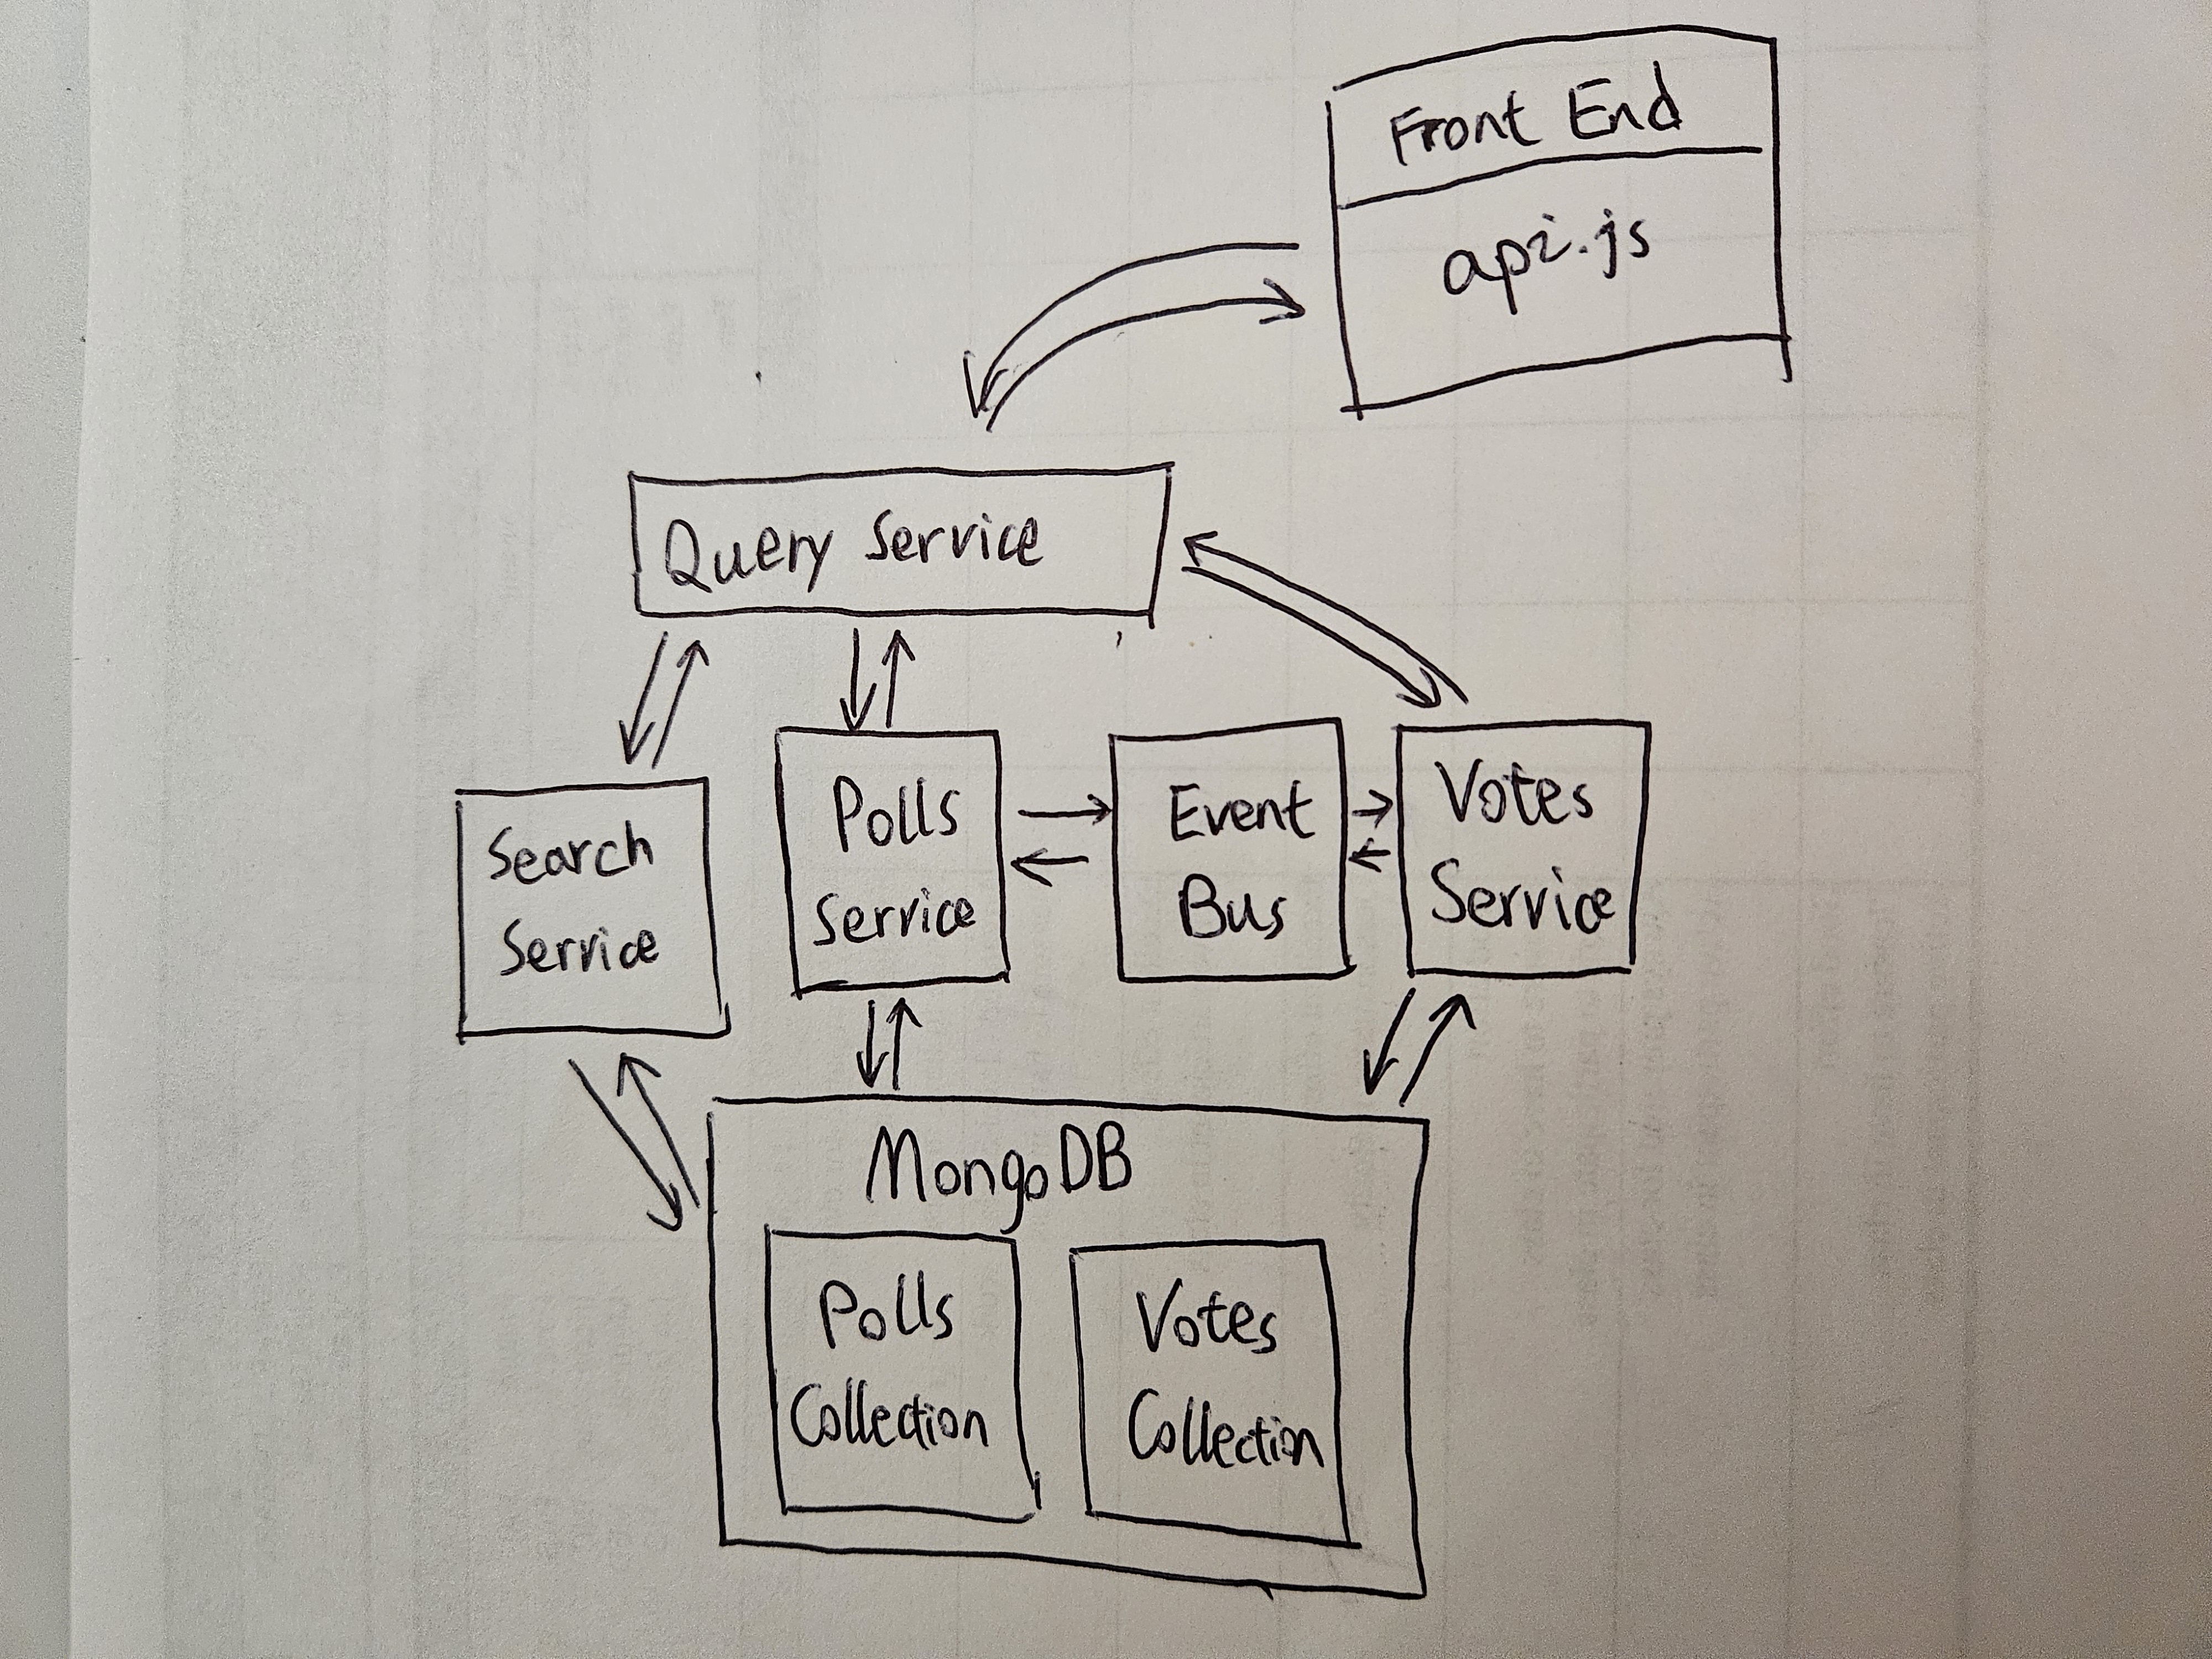 Front End
api.js
Query Service
Search
Service
Polls
Service
Event
Bus
Votes
Service
MongoDB
Polls
Collection
Votes
Collection